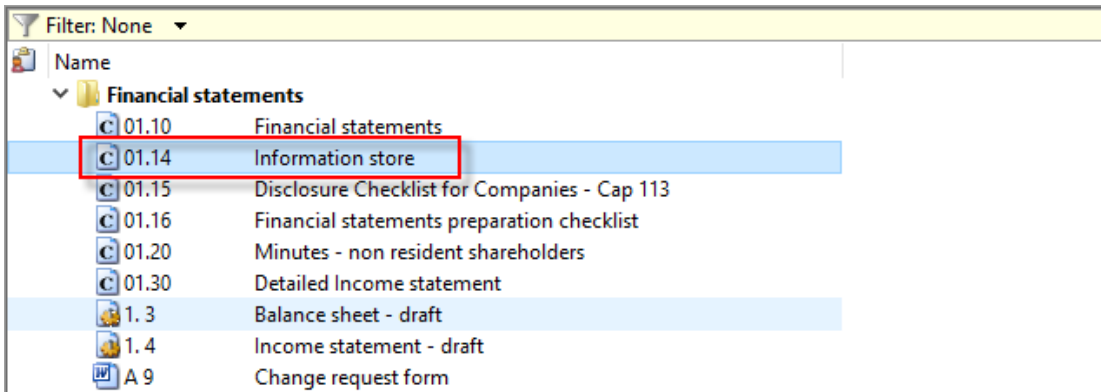 Filter: None
Name
Financial statements
01.10 Financial statements
01.14 Information store
01.15 Disclosure Checklist for Companies - Cap 113
01.16 Financial statements preparation checklist
01.20 Minutes - non resident shareholders
01.30 Detailed Income statement
1. 3 Balance sheet - draft
1. 4 Income statement - draft
A 9 Change request form